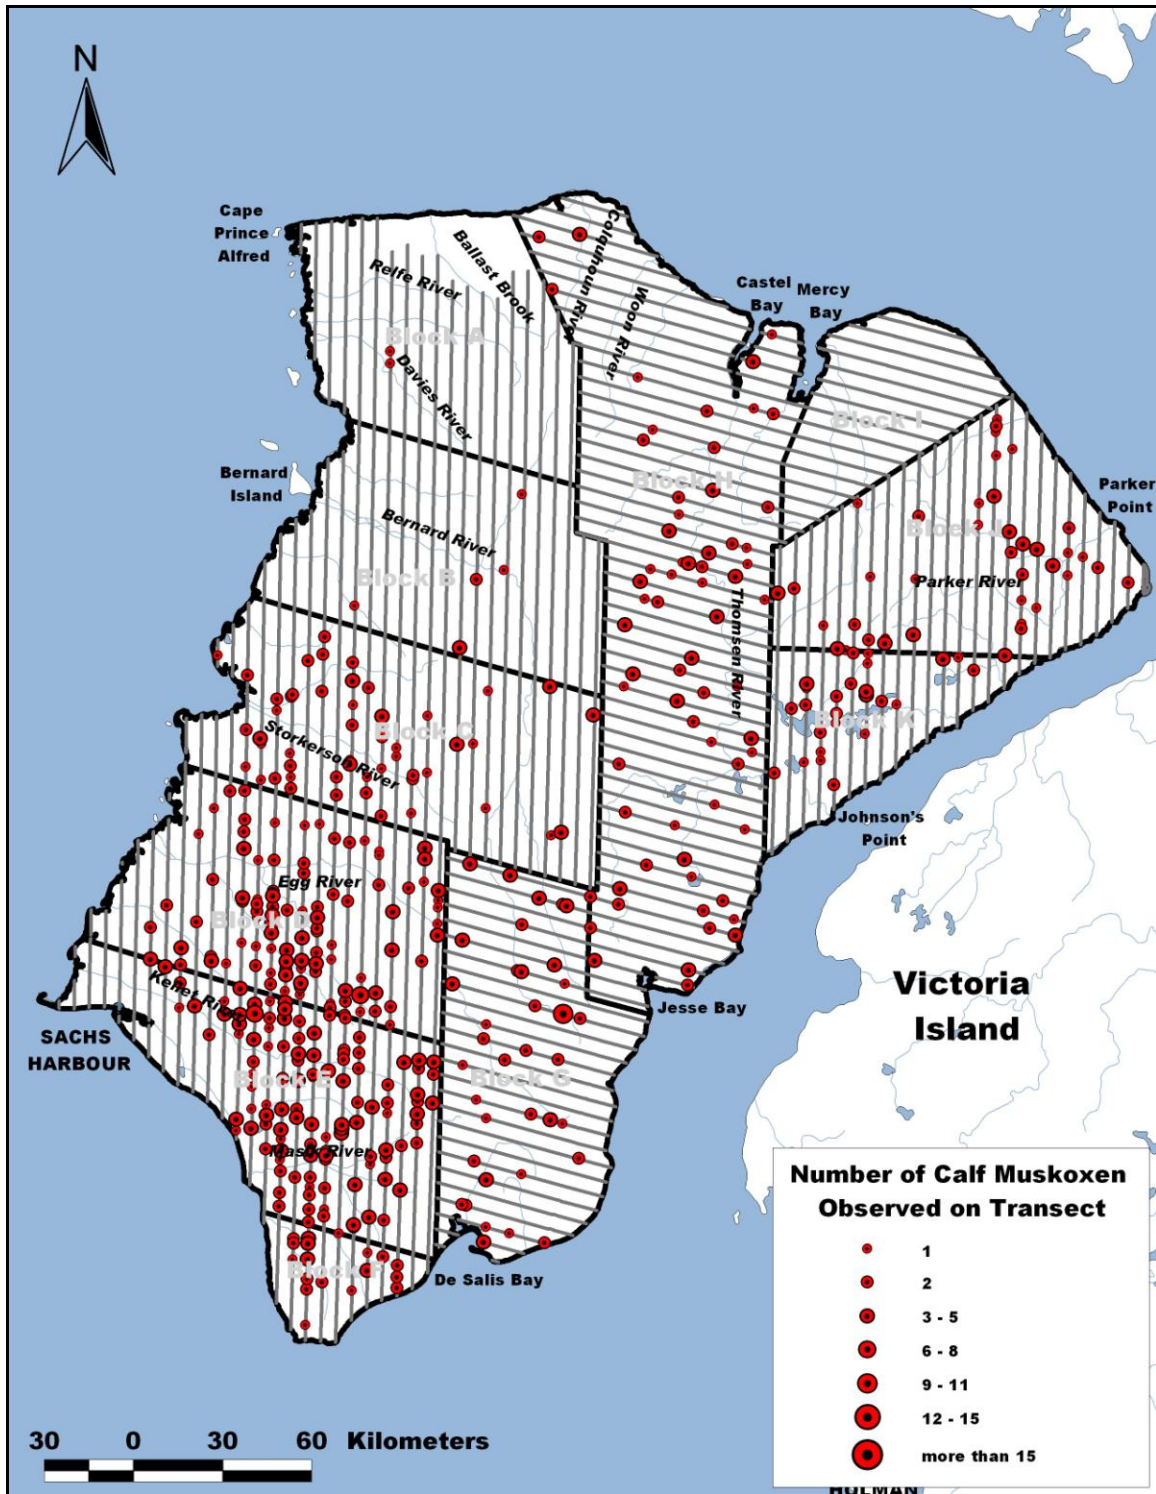 N
Cape
Prince
Alfred
Relfe River
Ballast Brook
Colquhoun River
Woon River
Castel
Bay
Mercy
Bay
Block A
Davies River
Block I
Bernard
Island
Block H
Parker
Point
Bernard River
Block J
Block B
Parker River
Thomsen River
Storkerson River
Block C
Block K
Johnson's
Point
Egg River
Block D
Kellet River
Victoria
Island
Jesse Bay
SACHS
HARBOUR
Block E
Block G
Masik River
Block F
De Salis Bay
Number of Calf Muskoxen
Observed on Transect
1
2
3 - 5
6 - 8
9 - 11
12 - 15
more than 15
30 0 30 60 Kilometers
HOLMAN